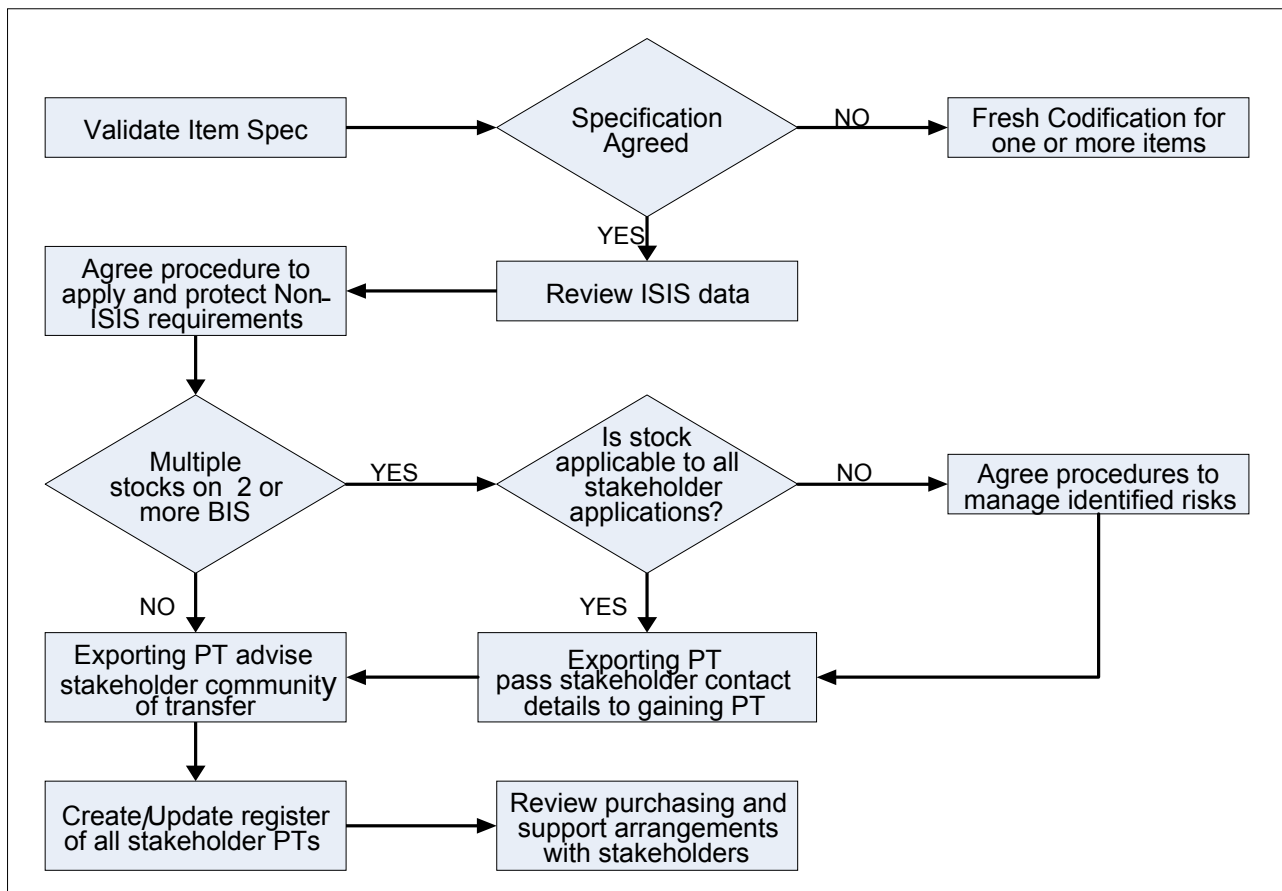 Validate Item Spec
Specification
Agreed
NO
Fresh Codification for
one or more items
YES
Agree procedure to
apply and protect Non-
ISIS requirements
Review ISIS data
Multiple
stocks on 2 or
more BIS
YES
Is stock
applicable to all
stakeholder
applications?
NO
Agree procedures to
manage identified risks
NO
YES
Exporting PT advise
stakeholder community
of transfer
Exporting PT
pass stakeholder contact
details to gaining PT
Create/Update register
of all stakeholder PTs
Review purchasing and
support arrangements
with stakeholders